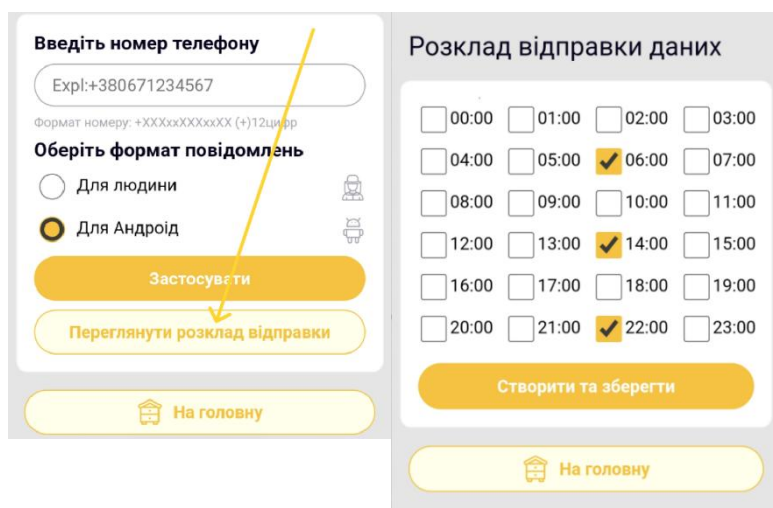 Введіть номер телефону
Expl:+380671234567
Формат номеру: +XXXxxXXXxxXX (+)12цифр
Оберіть формат повідомлень
Для людини
Для Андроід
Застосувати
Переглянути розклад відправки
На головну
Розклад відправки даних
00:00 01:00 02:00 03:00
04:00 05:00 06:00 07:00
08:00 09:00 10:00 11:00
12:00 13:00 14:00 15:00
16:00 17:00 18:00 19:00
20:00 21:00 22:00 23:00
Створити та зберегти
На головну